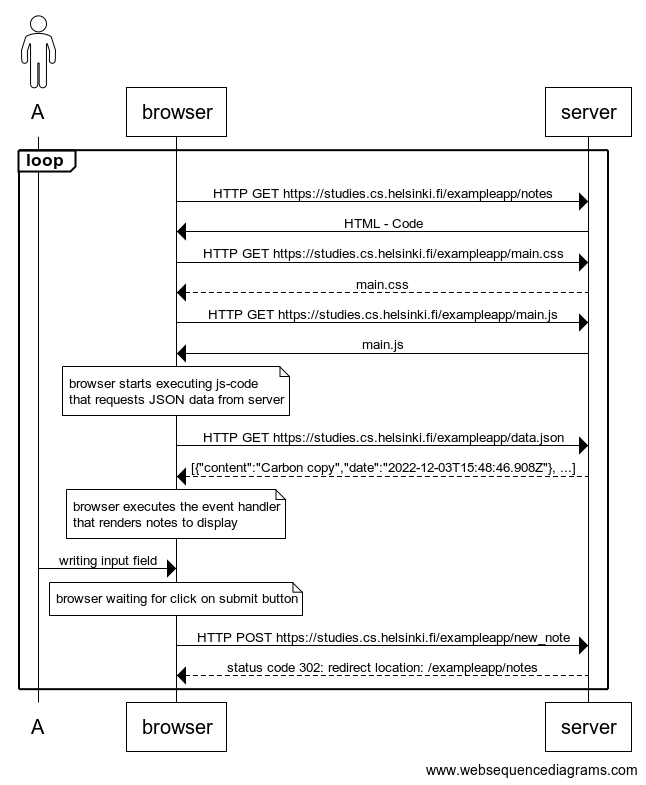 A
browser
server
loop
HTTP GET https://studies.cs.helsinki.fi/exampleapp/notes
HTML - Code
HTTP GET https://studies.cs.helsinki.fi/exampleapp/main.css
main.css
HTTP GET https://studies.cs.helsinki.fi/exampleapp/main.js
main.js
browser starts executing js-code
that requests JSON data from server
HTTP GET https://studies.cs.helsinki.fi/exampleapp/data.json
[{"content":"Carbon copy","date":"2022-12-03T15:48:46.908Z"}, ...]
browser executes the event handler
that renders notes to display
writing input field
browser waiting for click on submit button
HTTP POST https://studies.cs.helsinki.fi/exampleapp/new_note
status code 302: redirect location: /exampleapp/notes
A
browser
server
www.websequencediagrams.com